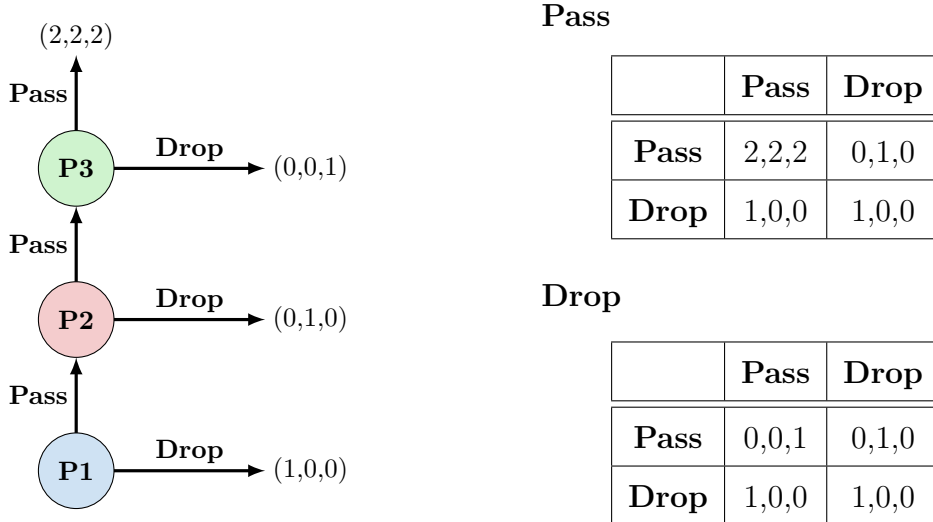 (2,2,2)
Pass
P3
Drop
(0,0,1)
Pass
P2
Drop
(0,1,0)
Pass
P1
Drop
(1,0,0)
Pass
Pass Drop
Pass 2,2,2 0,1,0
Drop 1,0,0 1,0,0
Drop
Pass Drop
Pass 0,0,1 0,1,0
Drop 1,0,0 1,0,0